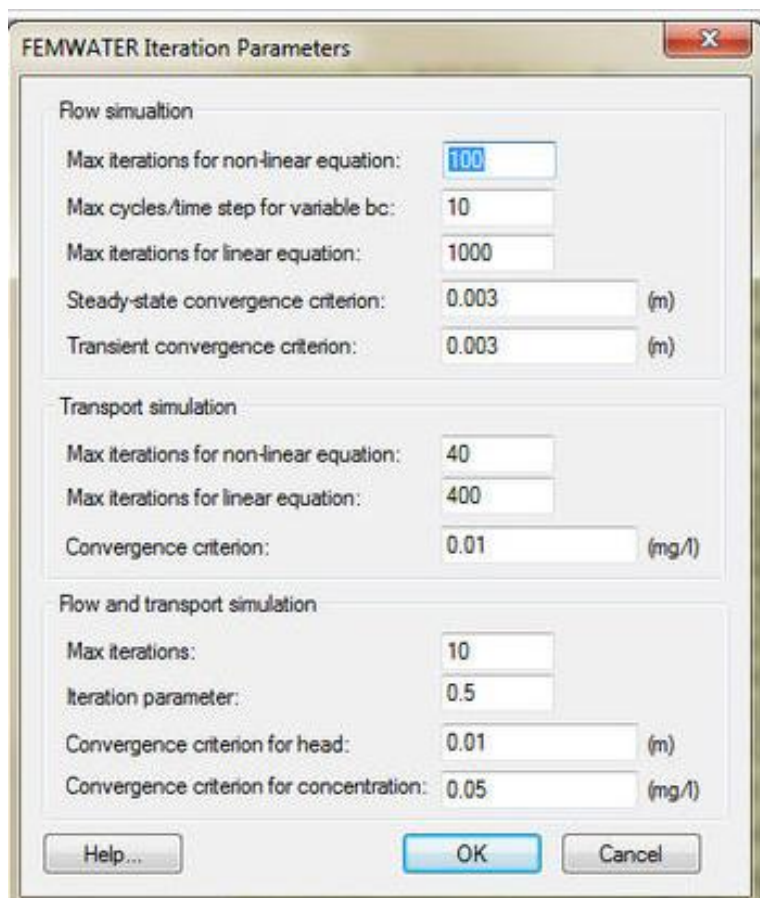 FEMWATER Iteration Parameters
Flow simualtion
Max iterations for non-linear equation: 100
Max cycles/time step for variable bc: 10
Max iterations for linear equation: 1000
Steady-state convergence criterion: 0.003 (m)
Transient convergence criterion: 0.003 (m)
Transport simulation
Max iterations for non-linear equation: 40
Max iterations for linear equation: 400
Convergence criterion: 0.01 (mg/l)
Flow and transport simulation
Max iterations: 10
Iteration parameter: 0.5
Convergence criterion for head: 0.01 (m)
Convergence criterion for concentration: 0.05 (mg/l)
Help... OK Cancel